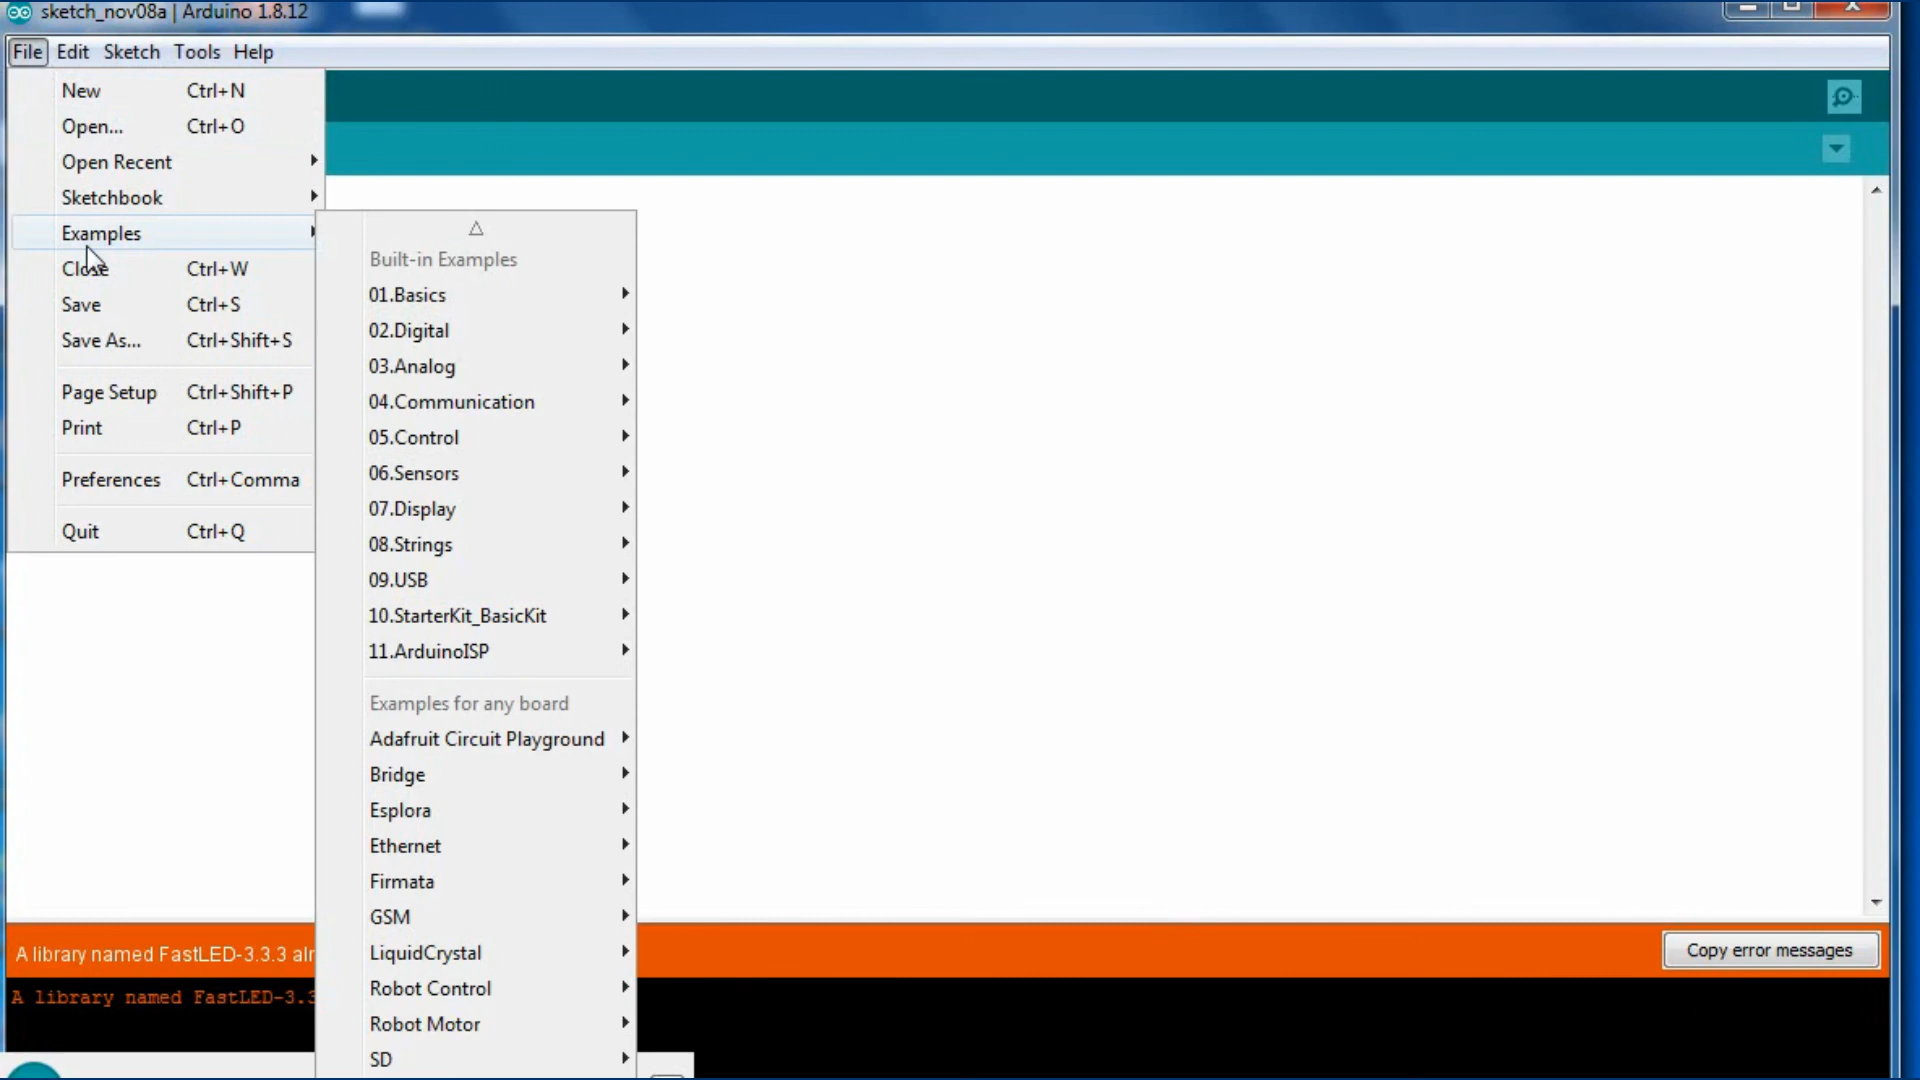 sketch_nov08a | Arduino 1.8.12
File Edit Sketch Tools Help
New Ctrl+N
Open... Ctrl+O
Open Recent
Sketchbook
Examples
Close Ctrl+W
Save Ctrl+S
Save As... Ctrl+Shift+S
Page Setup Ctrl+Shift+P
Print Ctrl+P
Preferences Ctrl+Comma
Quit Ctrl+Q
Built-in Examples
01.Basics
02.Digital
03.Analog
04.Communication
05.Control
06.Sensors
07.Display
08.Strings
09.USB
10.StarterKit_BasicKit
11.ArduinoISP
Examples for any board
Adafruit Circuit Playground
Bridge
Esplora
Ethernet
Firmata
GSM
LiquidCrystal
Robot Control
Robot Motor
SD
A library named FastLED-3.3.3 alr
Copy error messages
A library named FastLED-3.3